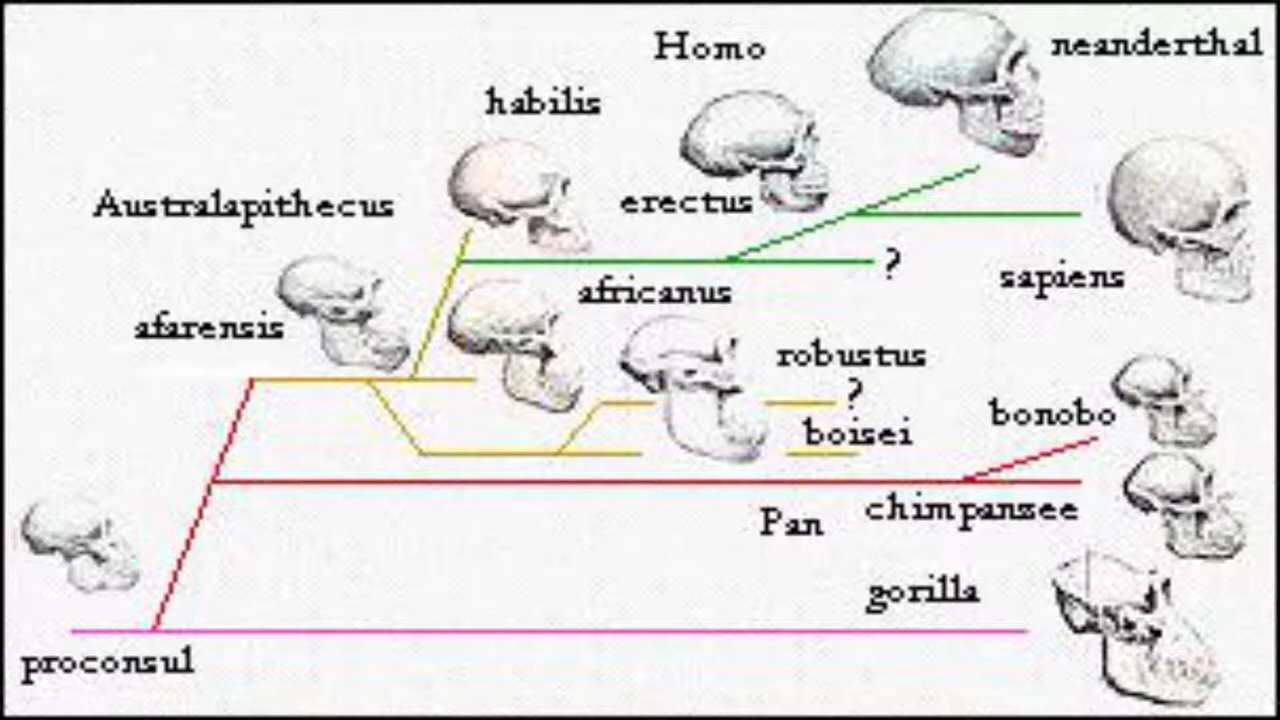 Homo
neanderthal
habilis
Australapithecus
erectus
?
sapiens
africanus
afarensis
robustus
?
bonobo
boisei
Pan
chimpanzee
gorilla
proconsul